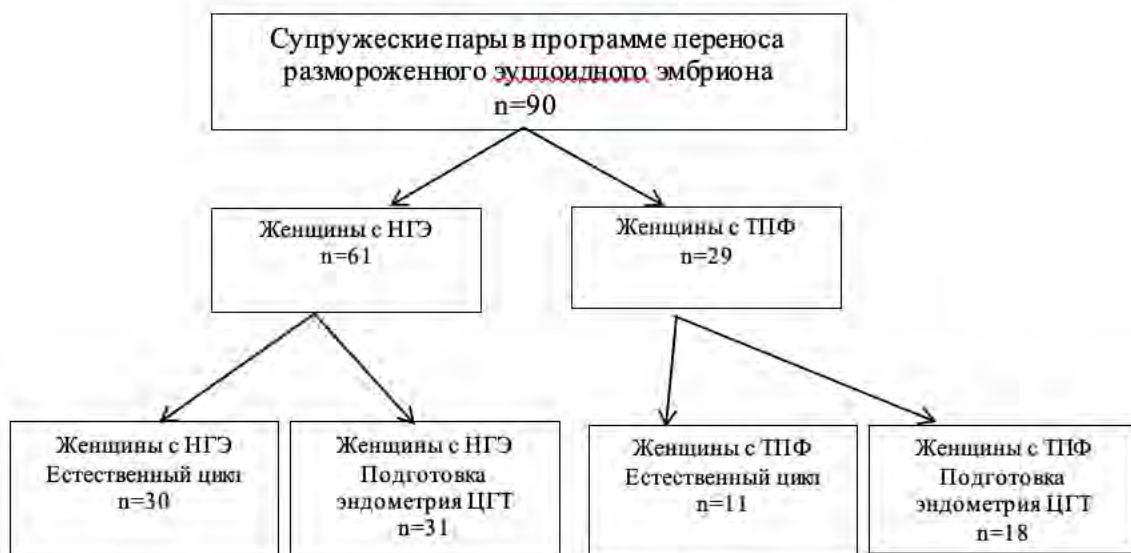 Супружеские пары в программе переноса
размороженного эуплоидного эмбриона
n=90
Женщины с НГЭ
n=61
Женщины с ТПФ
n=29
Женщины с НГЭ
Естественный цикл
n=30
Женщины с НГЭ
Подготовка
эндометрия ЦГТ
n=31
Женщины с ТПФ
Естественный цикл
n=11
Женщины с ТПФ
Подготовка
эндометрия ЦГТ
n=18